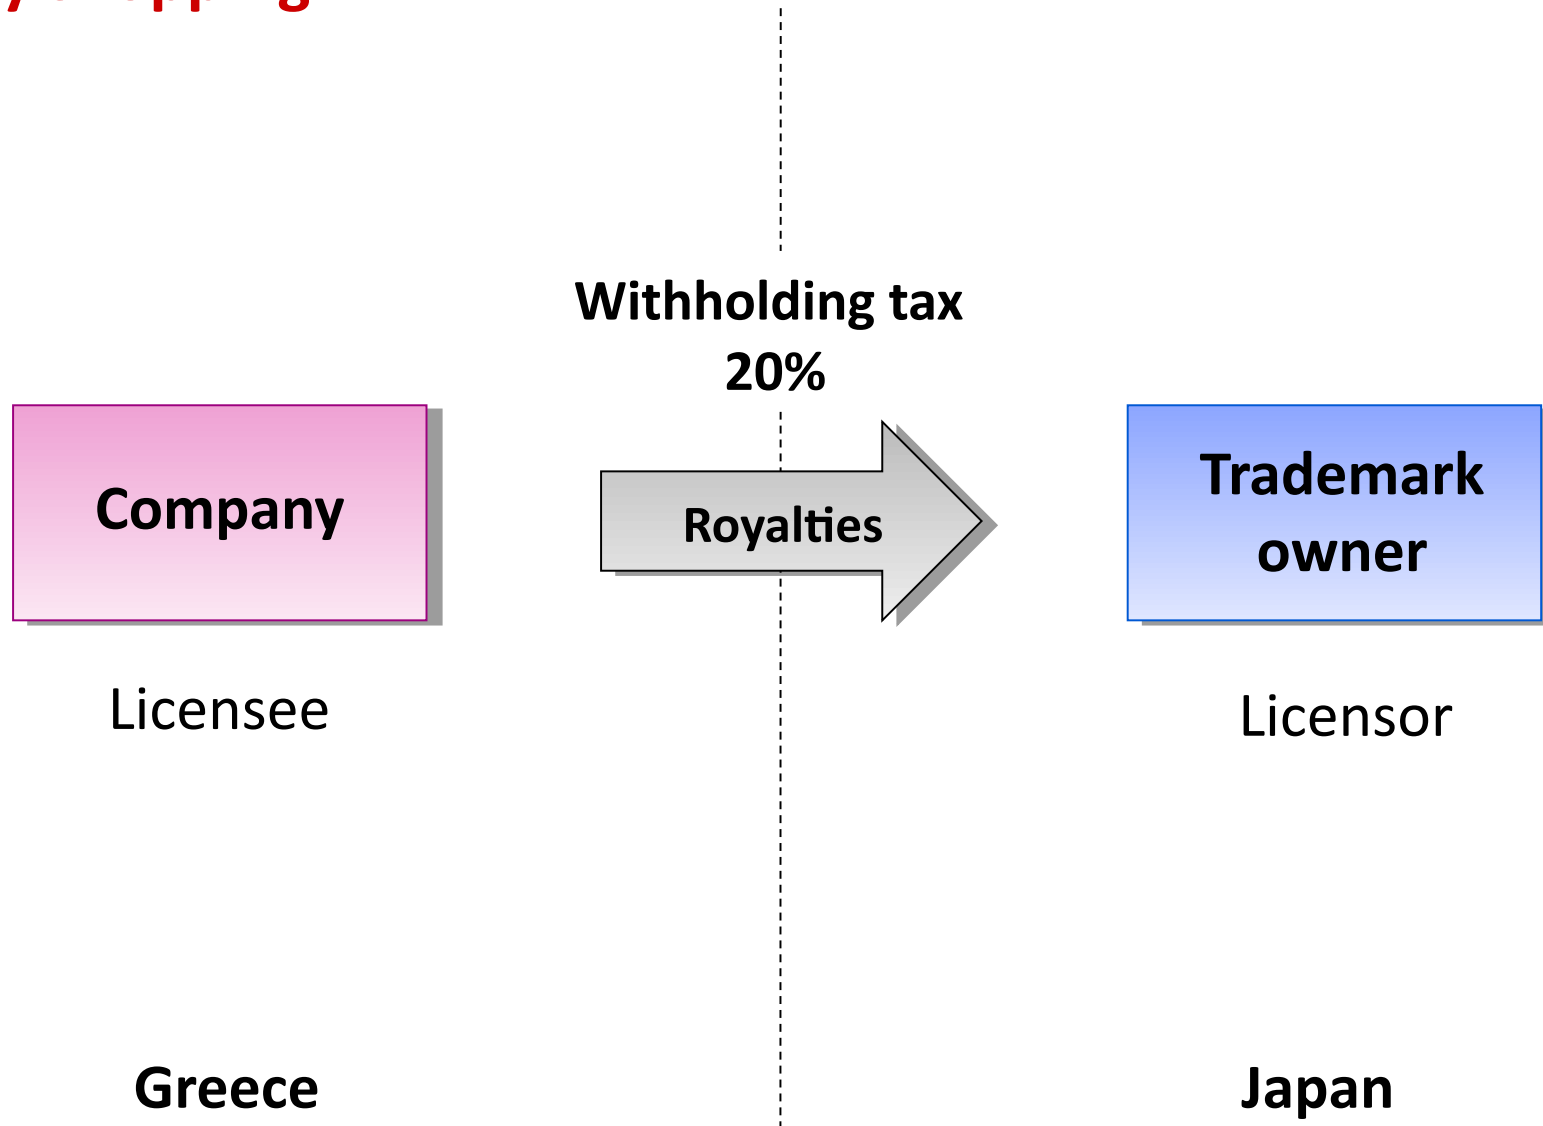 Withholding tax
20%
Company
Royalties
Trademark
owner
Licensee
Licensor
Greece
Japan